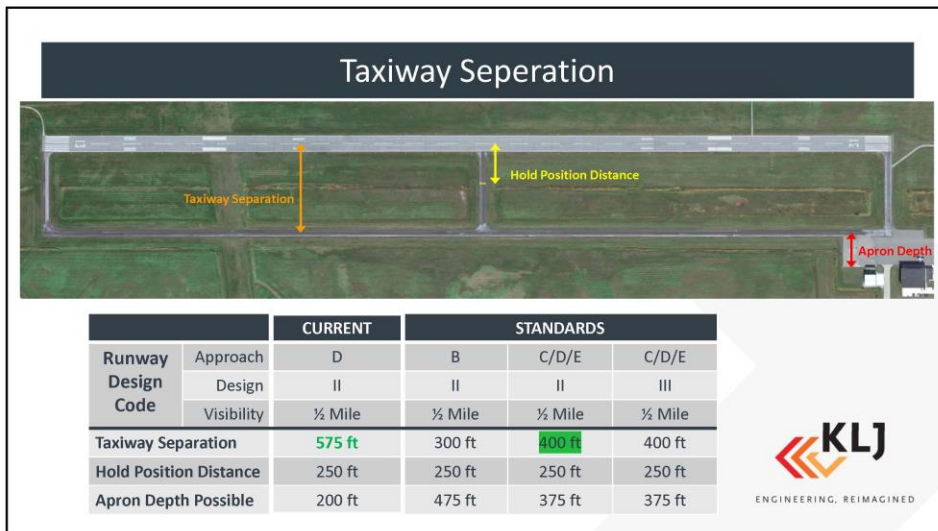 Taxiway Seperation
Hold Position Distance
Taxiway Separation
Apron Depth
CURRENT STANDARDS
Runway Design Code Approach D B C/D/E C/D/E
Design II II II III
Visibility ½ Mile ½ Mile ½ Mile ½ Mile
Taxiway Separation 575 ft 300 ft 400 ft 400 ft
Hold Position Distance 250 ft 250 ft 250 ft 250 ft
Apron Depth Possible 200 ft 475 ft 375 ft 375 ft
KLJ
ENGINEERING, REIMAGINED